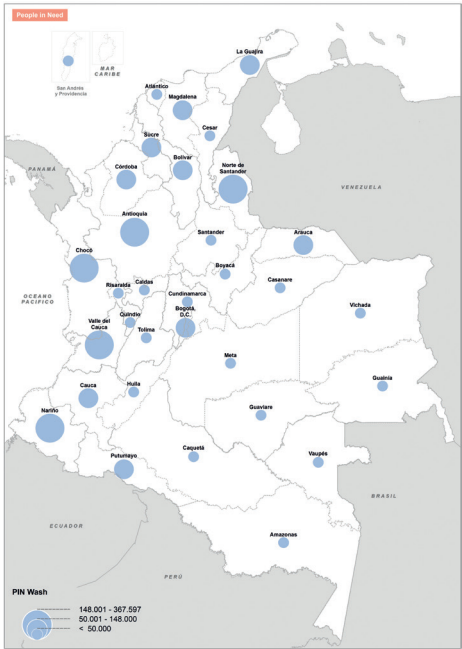 People in Need
La Guajira
MAR
CARIBE
San Andrés
y Providencia
Atlántico
Magdalena
Cesar
Sucre
Bolívar
PANAMÁ
Córdoba
Norte de
Santander
VENEZUELA
Antioquia
Santander
Arauca
Chocó
Boyacá
Risaralda
Caldas
Casanare
Cundinamarca
OCEANO
PACIFICO
Bogotá,
D.C.
Vichada
Valle del
Cauca
Quindío
Tolima
Meta
Guainía
Cauca
Huila
Nariño
Guaviare
Caquetá
Vaupés
Putumayo
BRASIL
ECUADOR
Amazonas
PERÚ
PIN Wash
148.001 - 367.597
50.001 - 148.000
< 50.000